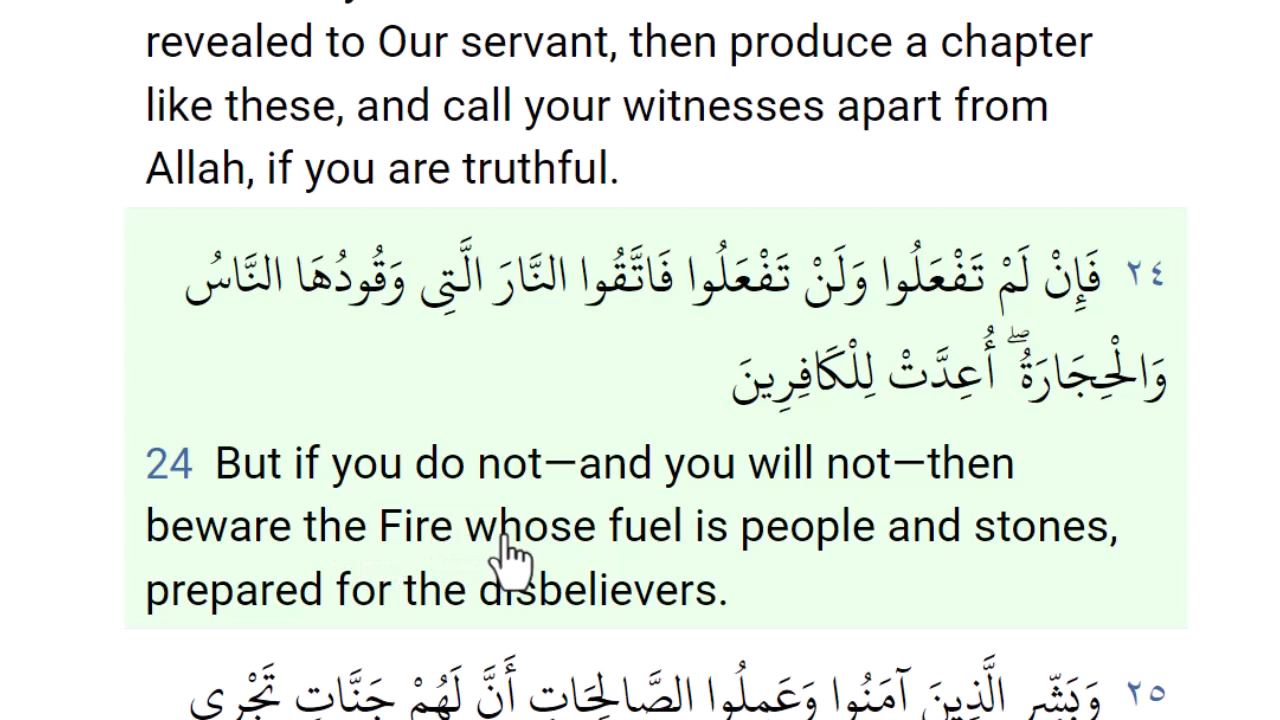 revealed to Our servant, then produce a chapter
like these, and call your witnesses apart from
Allah, if you are truthful.
٢٤ فَإِنْ لَمْ تَفْعَلُوا وَلَنْ تَفْعَلُوا فَاتَّقُوا النَّارَ الَّتِي وَقُودُهَا النَّاسُ
وَالْحِجَارَةُ ۖ أُعِدَّتْ لِلْكَافِرِينَ
24 But if you do not—and you will not—then
beware the Fire whose fuel is people and stones,
prepared for the disbelievers.
٢٥ وَبَشِّرِ الَّذِينَ آمَنُوا وَعَمِلُوا الصَّالِحَاتِ أَنَّ لَهُمْ جَنَّاتٍ تَجْرِي